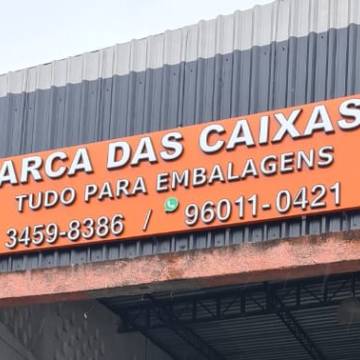 ARCA DAS CAIXAS
TUDO PARA EMBALAGENS
3459-8386 / 96011-0421